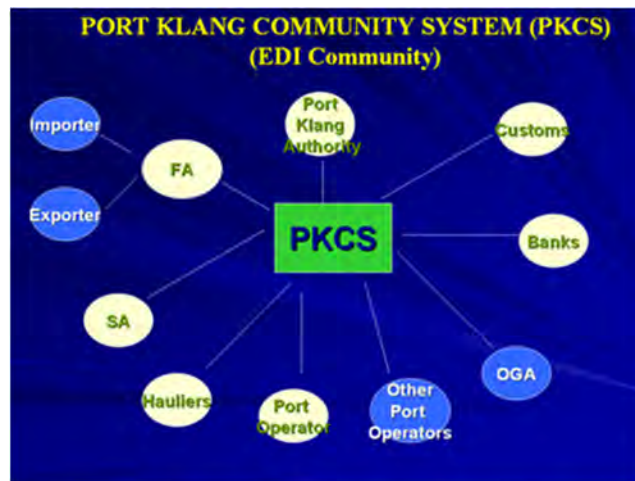 PORT KLANG COMMUNITY SYSTEM (PKCS)
(EDI Community)
Port
Klang
Authority
Importer
Customs
FA
Exporter
PKCS
Banks
SA
OGA
Hauliers
Port
Operator
Other
Port
Operators